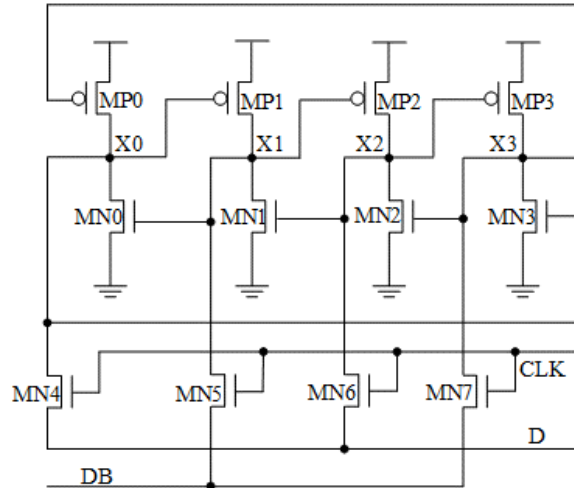 MP0 MP1 MP2 MP3
X0 X1 X2 X3
MN0 MN1 MN2 MN3
CLK
MN4 MN5 MN6 MN7
D
DB